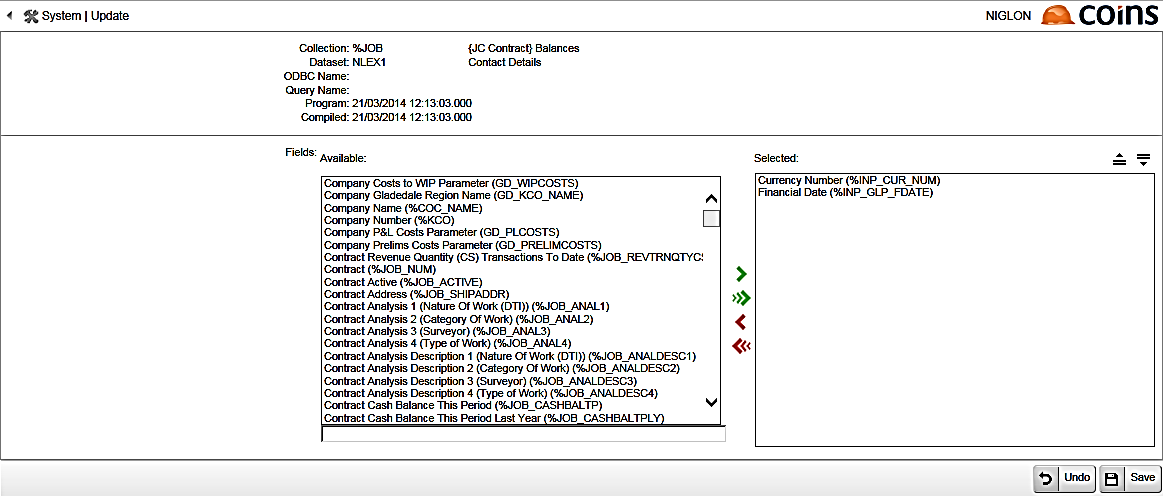 System | Update
NIGLON coins
Collection: %JOB {JC Contract} Balances
Dataset: NLEX1 Contact Details
ODBC Name:
Query Name:
Program: 21/03/2014 12:13:03.000
Compiled: 21/03/2014 12:13:03.000
Fields: Available:
Company Costs to WIP Parameter (GD_WIPCOSTS)
Company Gladedale Region Name (GD_KCO_NAME)
Company Name (%COC_NAME)
Company Number (%KCO)
Company P&L Costs Parameter (GD_PLCOSTS)
Company Prelims Costs Parameter (GD_PRELIMCOSTS)
Contract Revenue Quantity (CS) Transactions To Date (%JOB_REVTRNQTYCS
Contract (%JOB_NUM)
Contract Active (%JOB_ACTIVE)
Contract Address (%JOB_SHIPADDR)
Contract Analysis 1 (Nature Of Work (DTI)) (%JOB_ANAL1)
Contract Analysis 2 (Category Of Work) (%JOB_ANAL2)
Contract Analysis 3 (Surveyor) (%JOB_ANAL3)
Contract Analysis 4 (Type of Work) (%JOB_ANAL4)
Contract Analysis Description 1 (Nature Of Work (DTI)) (%JOB_ANALDESC1)
Contract Analysis Description 2 (Category Of Work) (%JOB_ANALDESC2)
Contract Analysis Description 3 (Surveyor) (%JOB_ANALDESC3)
Contract Analysis Description 4 (Type of Work) (%JOB_ANALDESC4)
Contract Cash Balance This Period (%JOB_CASHBALTP)
Contract Cash Balance This Period Last Year (%JOB_CASHBALTPLY)
Selected:
Currency Number (%INP_CUR_NUM)
Financial Date (%INP_GLP_FDATE)
Undo
Save